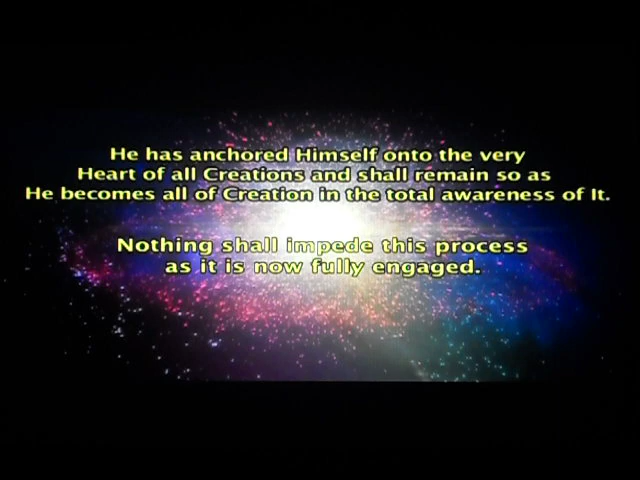 He has anchored Himself onto the very
Heart of all Creations and shall remain so as
He becomes all of Creation in the total awareness of It.
Nothing shall impede this process
as it is now fully engaged.